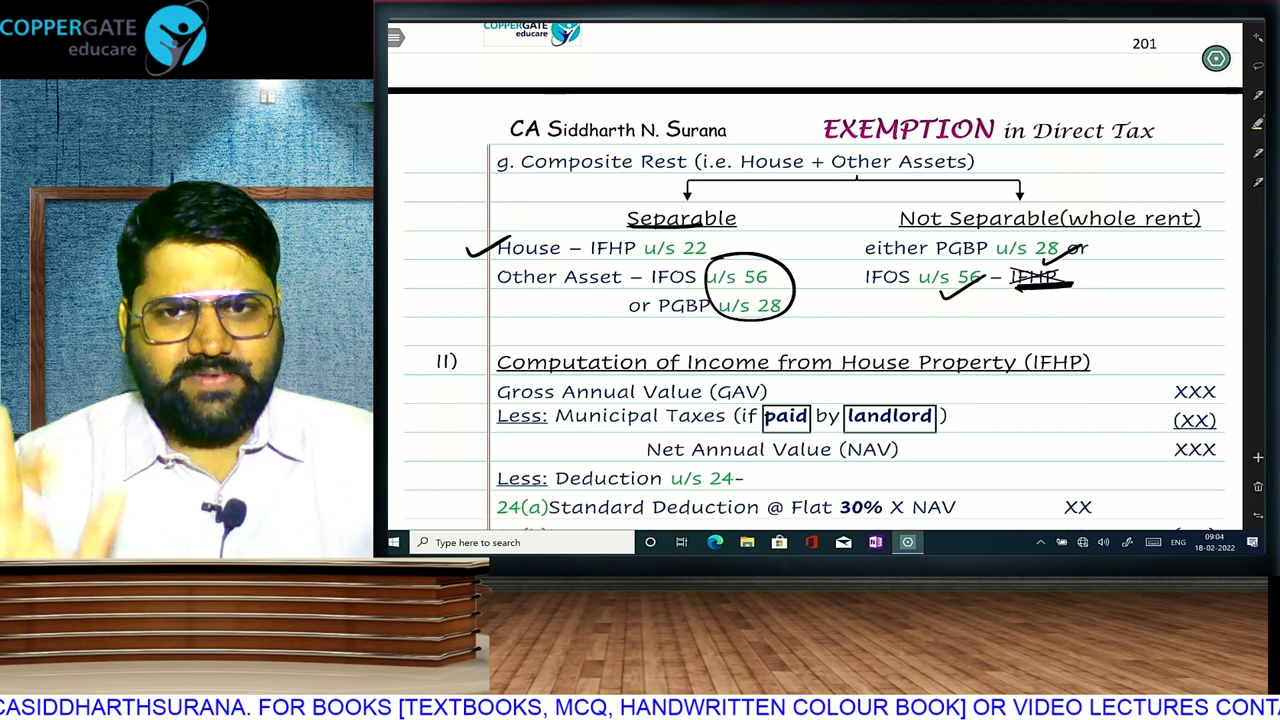 COPPERGATE
educare
COPPERGATE
educare
201
CA Siddharth N. Surana
EXEMPTION in Direct Tax
g. Composite Rest (i.e. House + Other Assets)
Separable
Not Separable(whole rent)
House – IFHP u/s 22
either PGBP u/s 28 or
Other Asset – IFOS u/s 56
IFOS u/s 56 – IFHP
or PGBP u/s 28
II) Computation of Income from House Property (IFHP)
Gross Annual Value (GAV) XXX
Less: Municipal Taxes (if paid by landlord ) (XX)
Net Annual Value (NAV) XXX
Less: Deduction u/s 24-
24(a)Standard Deduction @ Flat 30% X NAV XX
Type here to search
ENG
09:04
18-02-2022
CASIDDHARTHSURANA. FOR BOOKS [TEXTBOOKS, MCQ, HANDWRITTEN COLOUR BOOK] OR VIDEO LECTURES CONTA